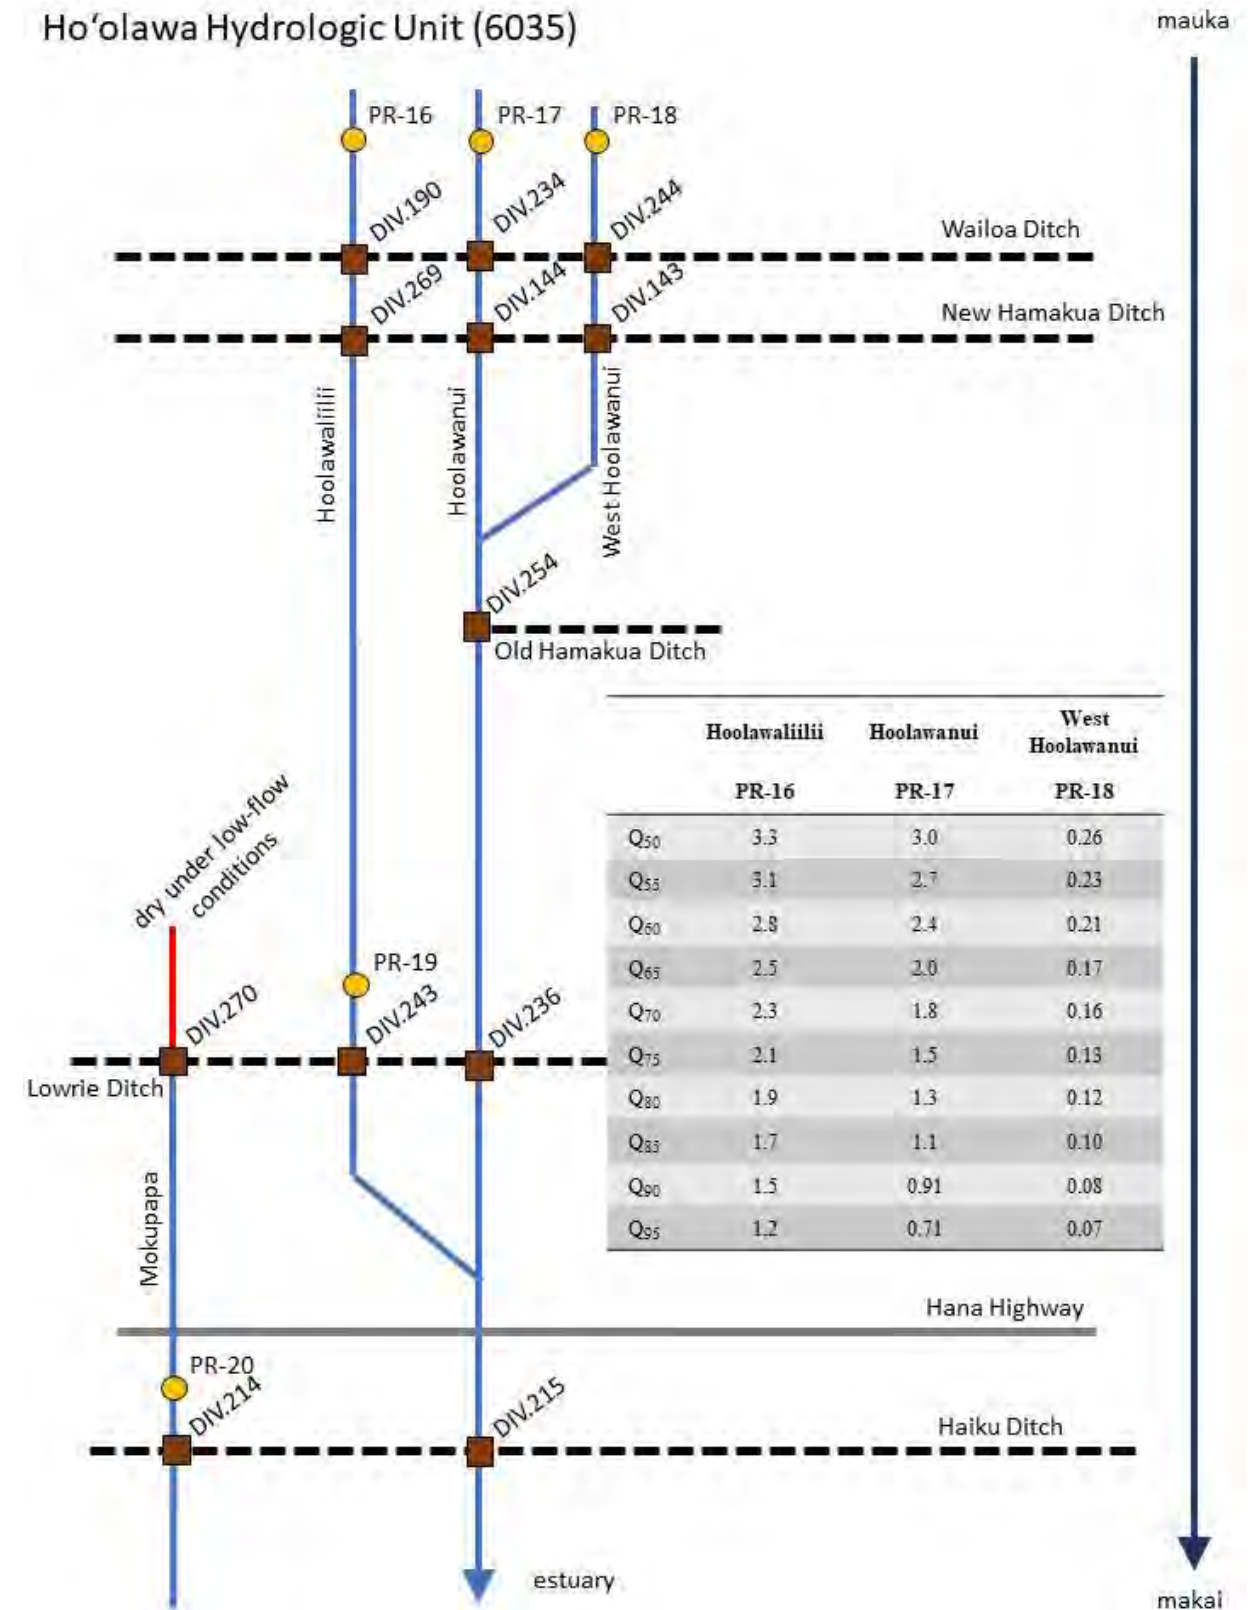 Ho‘olawa Hydrologic Unit (6035)
mauka
PR-16
PR-17
PR-18
DIV.190
DIV.234
DIV.244
Wailoa Ditch
DIV.269
DIV.144
DIV.143
New Hamakua Ditch
Hoolawaliilii
Hoolawanui
West Hoolawanui
DIV.254
Old Hamakua Ditch
Hoolawaliilii Hoolawanui West
Hoolawanui
PR-16 PR-17 PR-18
Q50 3.3 3.0 0.26
Q55 3.1 2.7 0.23
Q60 2.8 2.4 0.21
Q65 2.5 2.0 0.17
Q70 2.3 1.8 0.16
Q75 2.1 1.5 0.13
Q80 1.9 1.3 0.12
Q85 1.7 1.1 0.10
Q90 1.5 0.91 0.08
Q95 1.2 0.71 0.07
dry under low-flow
conditions
PR-19
DIV.270
DIV.243
DIV.236
Lowrie Ditch
Mokupapa
Hana Highway
PR-20
DIV.214
DIV.215
Haiku Ditch
estuary
makai